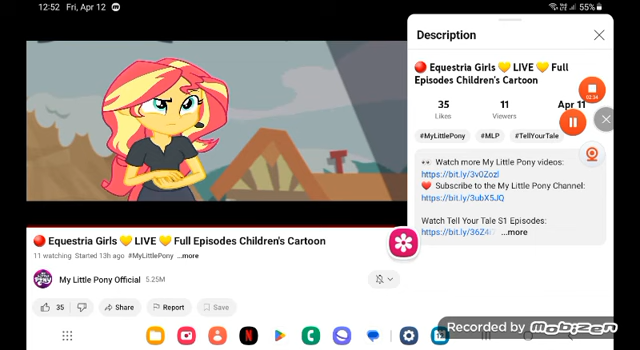 12:52 Fri, Apr 12
55%
Description
🔴 Equestria Girls 💛 LIVE 💛 Full
Episodes Children's Cartoon
35
11
Apr 11
Likes
Viewers
#MyLittlePony
#MLP
#TellYourTale
👀 Watch more My Little Pony videos:
https://bit.ly/3v0Zozl
❤️ Subscribe to the My Little Pony Channel:
https://bit.ly/3ubX5JQ
Watch Tell Your Tale S1 Episodes:
...more
02:54
🔴 Equestria Girls 💛 LIVE 💛 Full Episodes Children's Cartoon
11 watching Started 13h ago #MyLittlePony ...more
My Little Pony Official 5.25M
35
Share
Report
Save
Recorded by mobizen